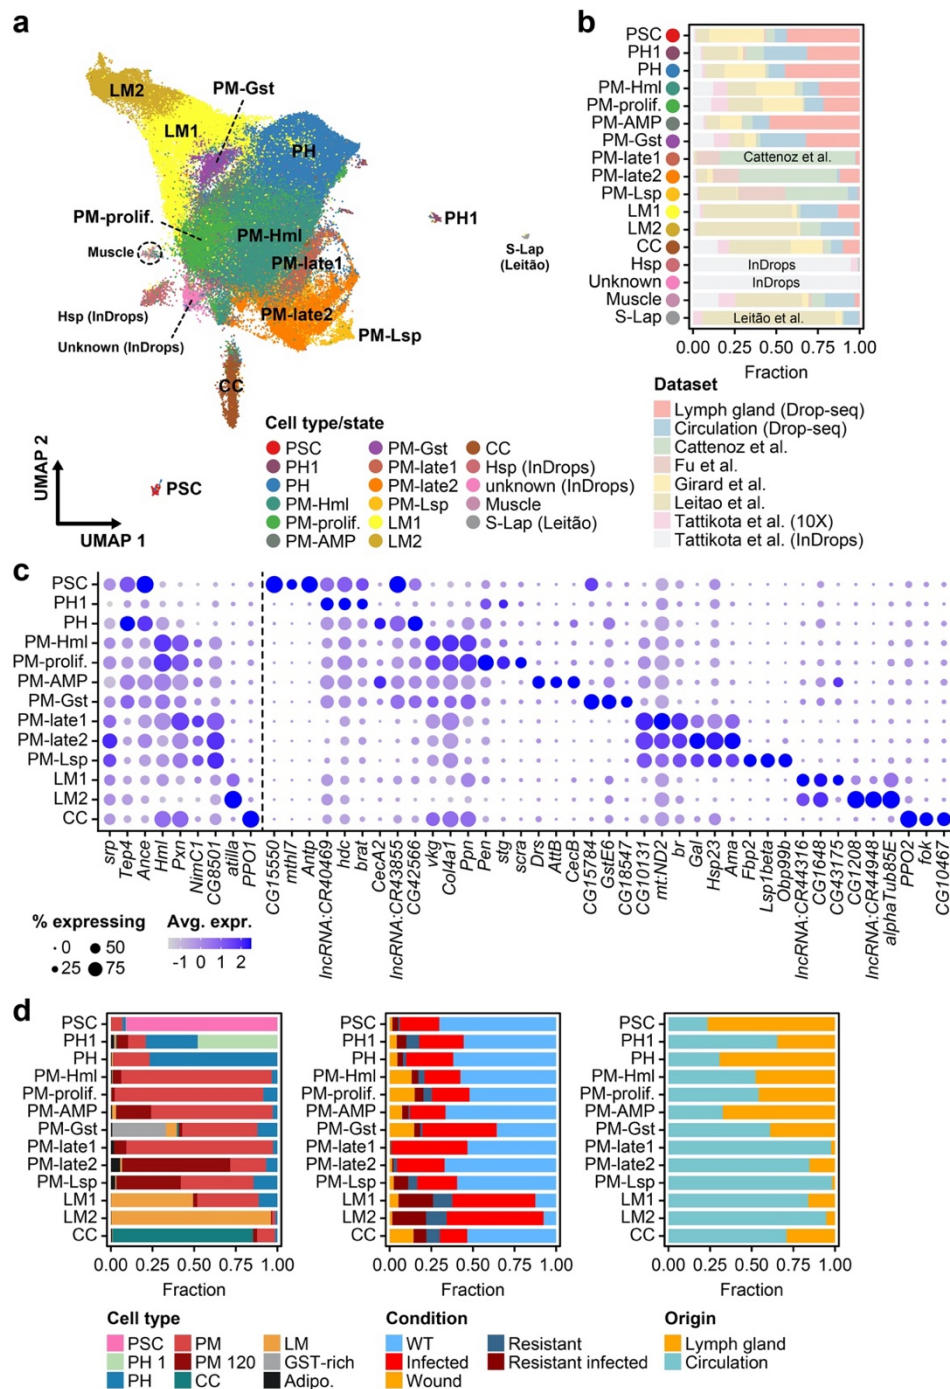 a
LM2
PM-Gst
LM1
PH
PM-prolif.
PM-Hml
PH1
Muscle
PM-late1
S-Lap
(Leitão)
Hsp (InDrops)
PM-late2
PM-Lsp
Unknown (InDrops)
CC
PSC
UMAP 2
UMAP 1
Cell type/state
PSC
PH1
PH
PM-Hml
PM-prolif.
PM-AMP
PM-Gst
PM-late1
PM-late2
PM-Lsp
LM1
LM2
CC
Hsp (InDrops)
unknown (InDrops)
Muscle
S-Lap (Leitão)
b
PSC
PH1
PH
PM-Hml
PM-prolif.
PM-AMP
PM-Gst
PM-late1 Cattenoz et al.
PM-late2
PM-Lsp
LM1
LM2
CC
Hsp InDrops
Unknown InDrops
Muscle
S-Lap Leitão et al.
0.00 0.25 0.50 0.75 1.00
Fraction
Dataset
Lymph gland (Drop-seq)
Circulation (Drop-seq)
Cattenoz et al.
Fu et al.
Girard et al.
Leitao et al.
Tattikota et al. (10X)
Tattikota et al. (InDrops)
c
PSC
PH1
PH
PM-Hml
PM-prolif.
PM-AMP
PM-Gst
PM-late1
PM-late2
PM-Lsp
LM1
LM2
CC
srp
Tep4
Ance
Hml
Pxn
NimC1
CG8501
atilla
PPO1
CG15550
mthl7
Antp
lncRNA:CR40469
hdc
brat
CecA2
lncRNA:CR43855
CG42566
vkg
Col4a1
Ppn
Pen
stg
scra
Drs
AttB
CecB
CG15784
GstE6
CG18547
CG10131
mt:ND2
br
Gal
Hsp23
Ama
Fbp2
Lsp1beta
Obp99b
lncRNA:CR44316
CG1648
CG43175
CG1208
lncRNA:CR44948
alphaTub85E
PPO2
fok
CG10467
% expressing
0 50
25 75
Avg. expr.
-1 0 1 2
d
PSC
PH1
PH
PM-Hml
PM-prolif.
PM-AMP
PM-Gst
PM-late1
PM-late2
PM-Lsp
LM1
LM2
CC
0.00 0.25 0.50 0.75 1.00
Fraction
Cell type
PSC
PH 1
PH
PM
PM 120
CC
LM
GST-rich
Adipo.
PSC
PH1
PH
PM-Hml
PM-prolif.
PM-AMP
PM-Gst
PM-late1
PM-late2
PM-Lsp
LM1
LM2
CC
0.00 0.25 0.50 0.75 1.00
Fraction
Condition
WT
Infected
Wound
Resistant
Resistant infected
PSC
PH1
PH
PM-Hml
PM-prolif.
PM-AMP
PM-Gst
PM-late1
PM-late2
PM-Lsp
LM1
LM2
CC
0.00 0.25 0.50 0.75 1.00
Fraction
Origin
Lymph gland
Circulation